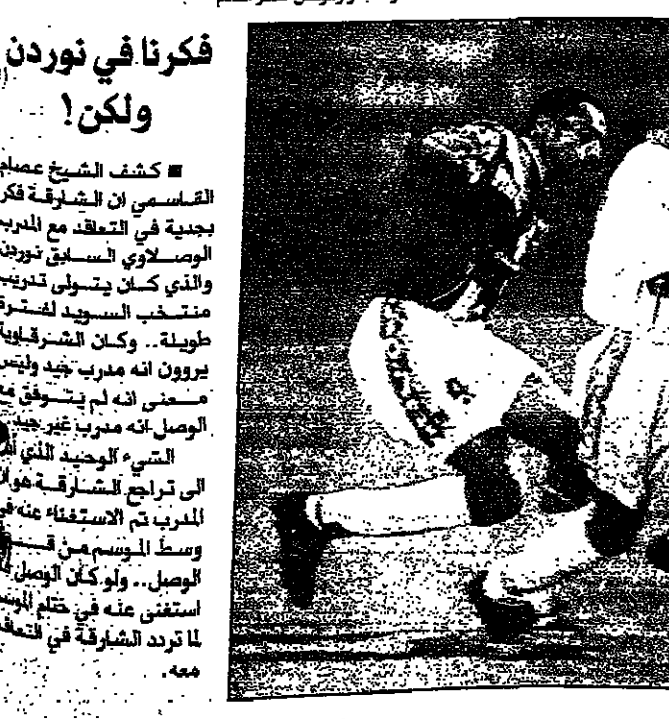 فكرنا في نوردن
ولكن!
■ كشف الشيخ عصام
القاسمي ان الشارقة فكر
بجدية في التعاقد مع المدرب
الوصلاوي السابق نوردن
والذي كان يتولى تدريب
منتخب السويد لفترة
طويلة.. وكان الشرقاوية
يروون انه مدرب جيد وليس
معنى انه لم يتوفق مع
الوصل انه مدرب غير جيد
الشيء الوحيد الذي
الى تراجع الشارقة هو ان
المدرب تم الاستغناء عنه في
وسط الموسم من
الوصل.. ولو كان الوصل
استغنى عنه في ختام الموسم
لما تردد الشارقة في التعاقد
معه.